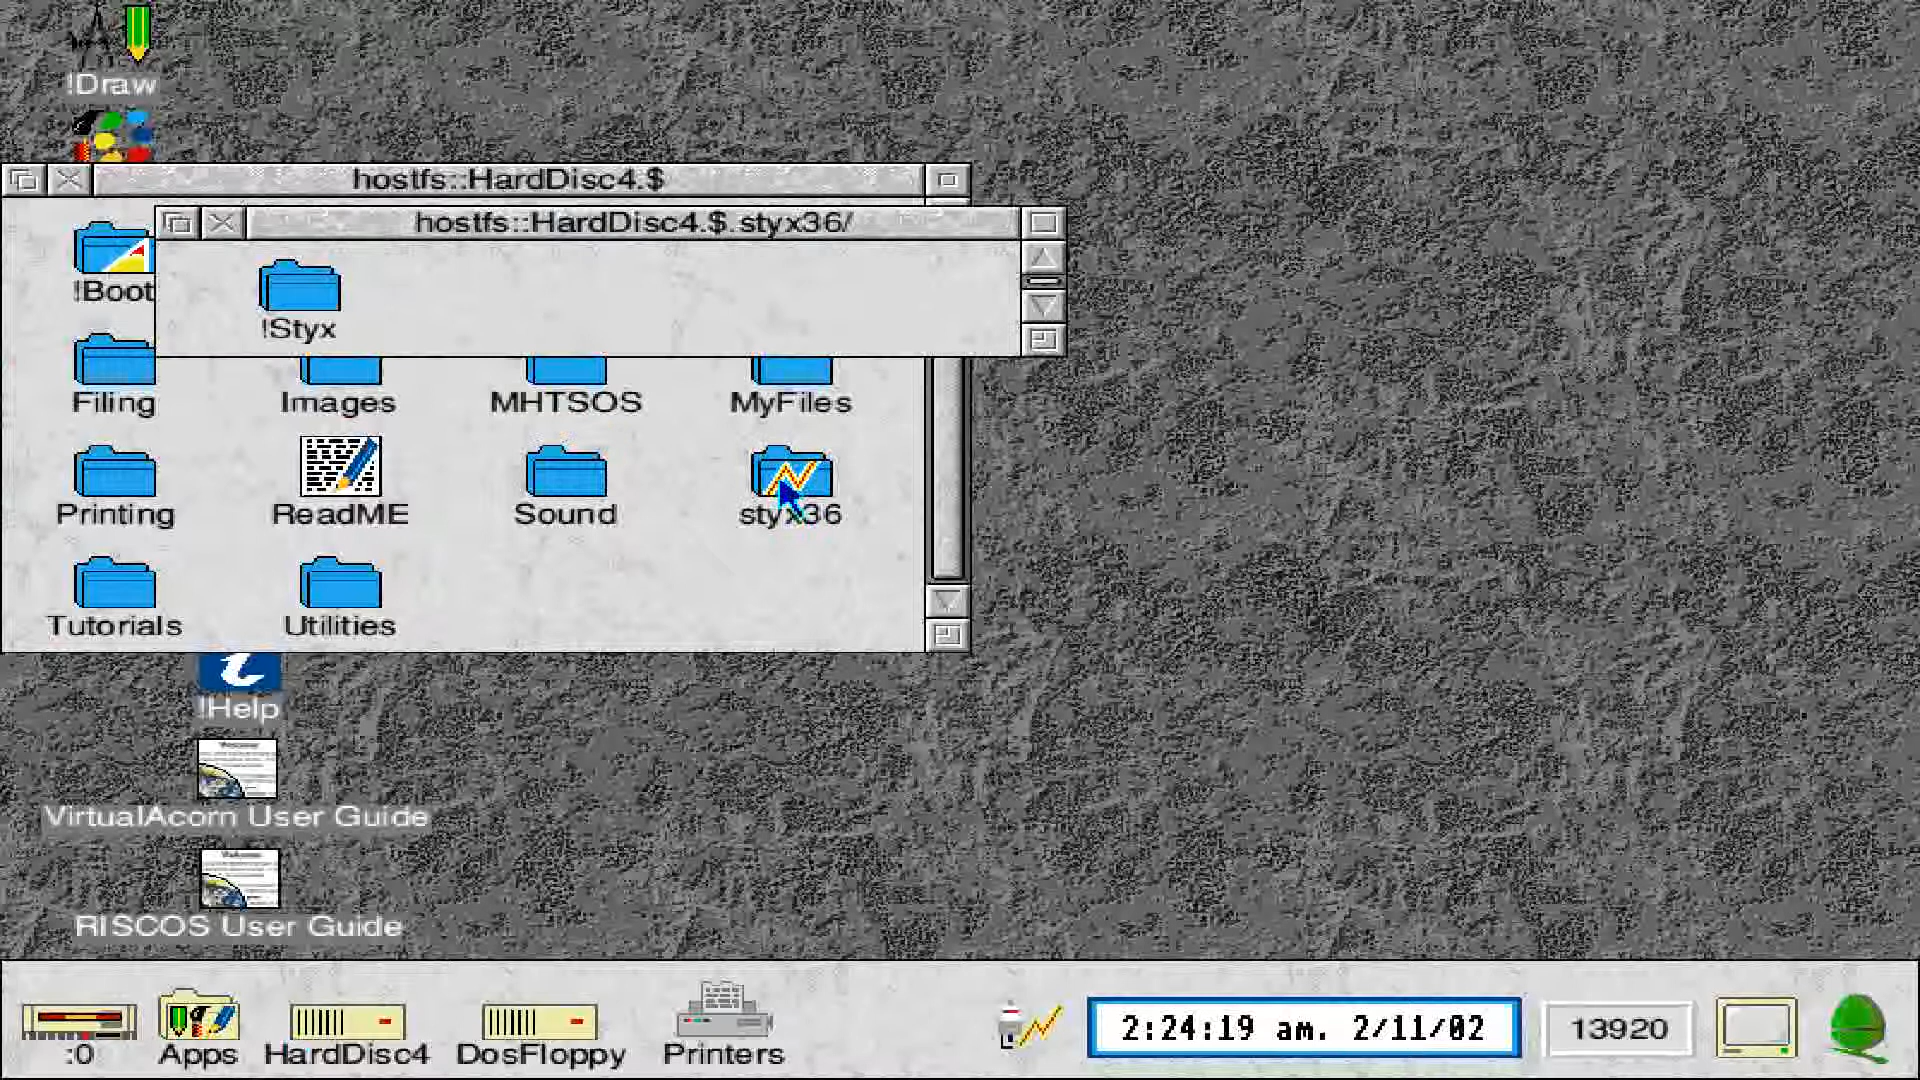 !Draw
hostfs::HardDisc4.$
hostfs::HardDisc4.$.styx36/
!Boot
!Styx
Filing
Images
MHTSOS
MyFiles
Printing
ReadME
Sound
styx36
Tutorials
Utilities
!Help
VirtualAcorn User Guide
RISCOS User Guide
2:24:19 am. 2/11/02
13920
:0
Apps
HardDisc4
DosFloppy
Printers